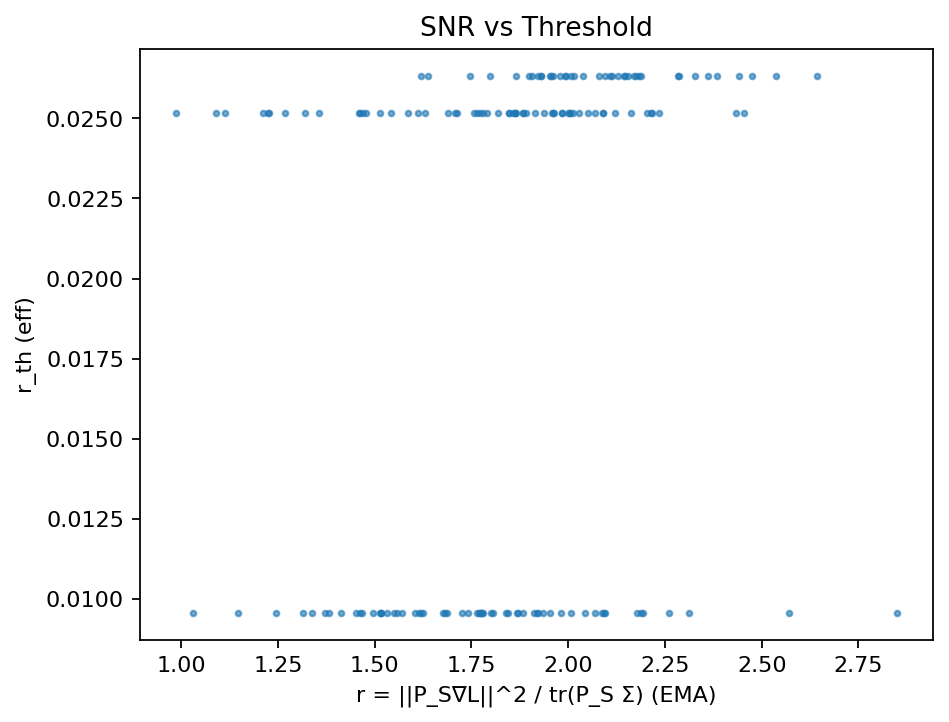 SNR vs Threshold
r_th (eff)
0.0250
0.0225
0.0200
0.0175
0.0150
0.0125
0.0100
1.00 1.25 1.50 1.75 2.00 2.25 2.50 2.75
r = ||P_S∇L||^2 / tr(P_S Σ) (EMA)